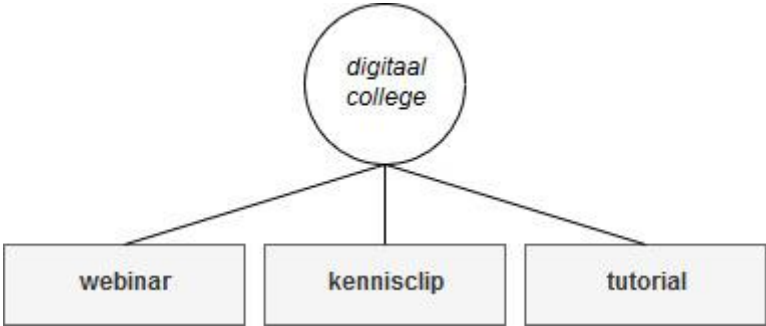 digitaal
college
webinar
kennisclip
tutorial